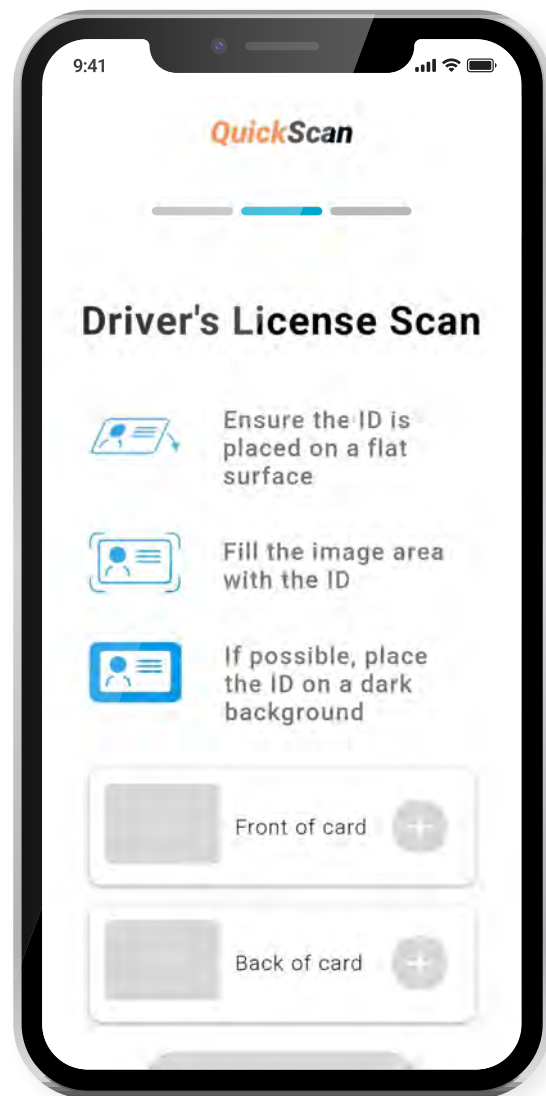 9:41
QuickScan
Driver's License Scan
Ensure the ID is
placed on a flat
surface
Fill the image area
with the ID
If possible, place
the ID on a dark
background
Front of card
Back of card